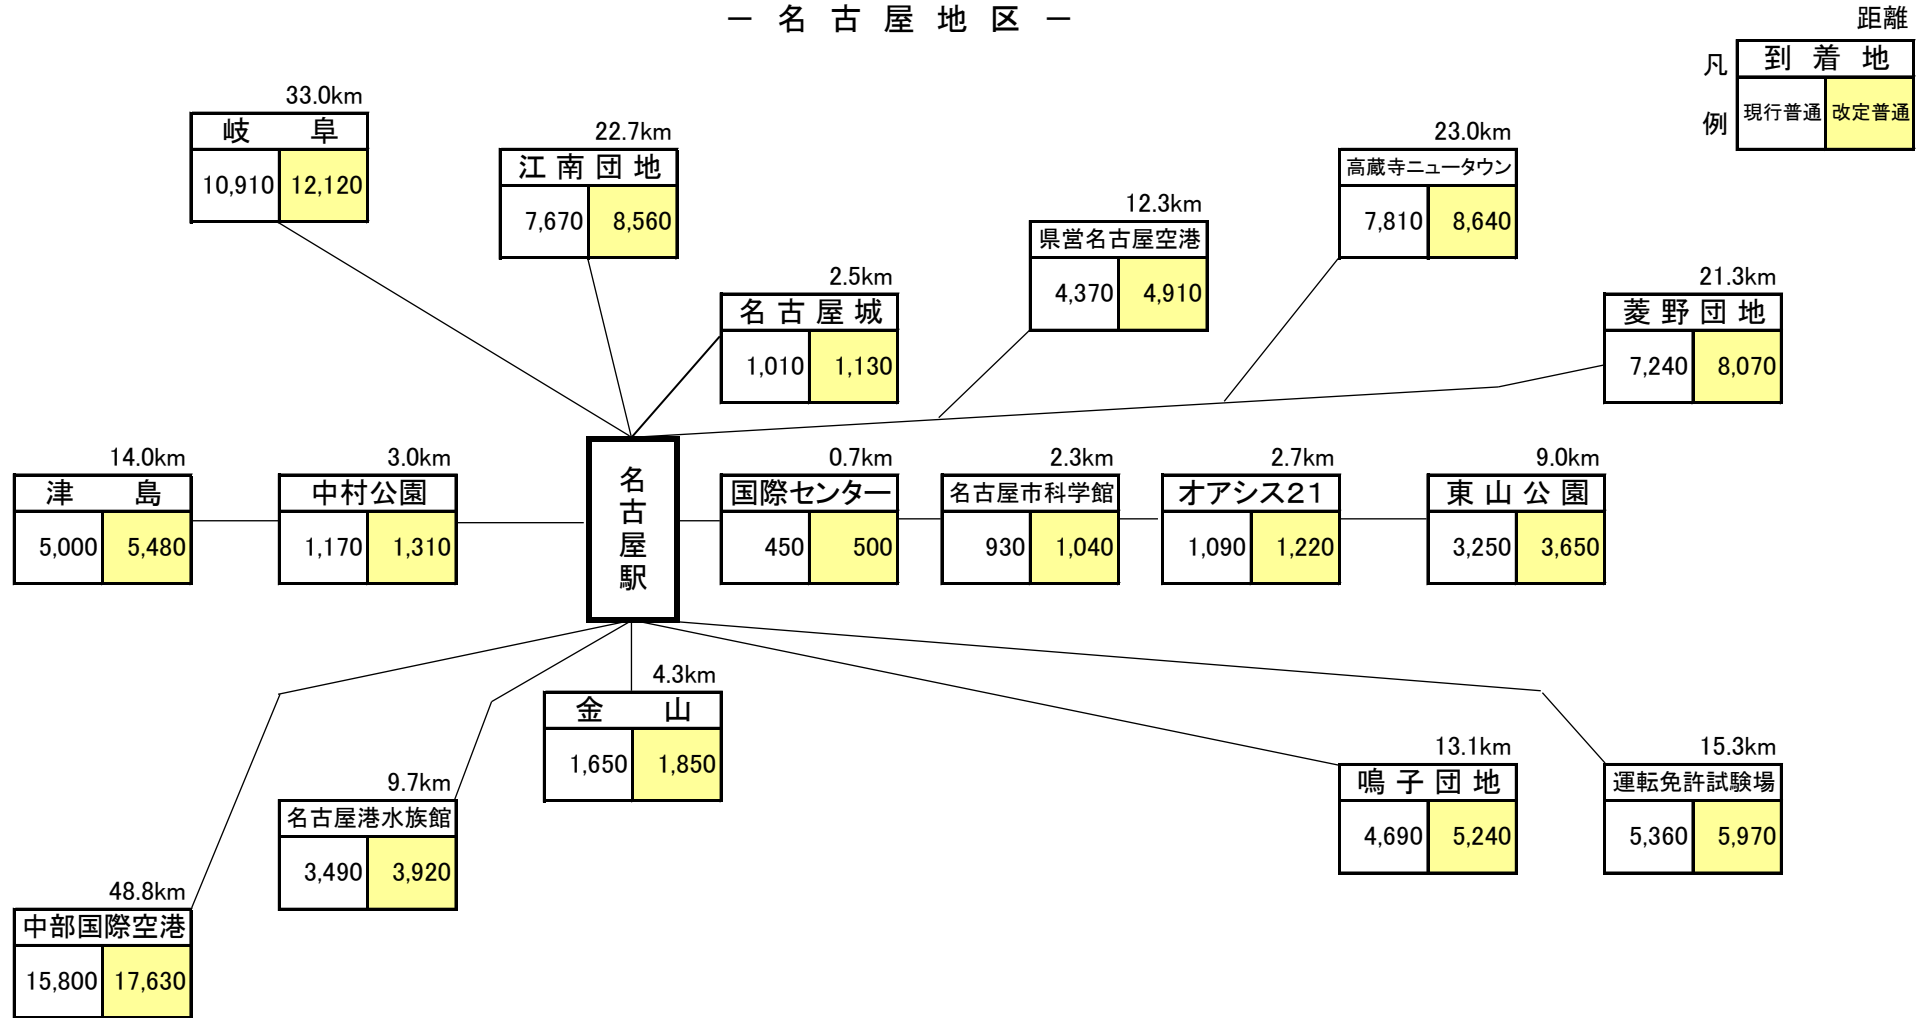 － 名 古 屋 地 区 －
距離
凡例
到 着 地
現行普通 改定普通
33.0km
岐 阜
10,910 12,120
22.7km
江 南 団 地
7,670 8,560
2.5km
名 古 屋 城
1,010 1,130
12.3km
県営名古屋空港
4,370 4,910
23.0km
高蔵寺ニュータウン
7,810 8,640
21.3km
菱 野 団 地
7,240 8,070
14.0km
津 島
5,000 5,480
3.0km
中村公園
1,170 1,310
名古屋駅
0.7km
国際センター
450 500
2.3km
名古屋市科学館
930 1,040
2.7km
オアシス21
1,090 1,220
9.0km
東 山 公 園
3,250 3,650
4.3km
金 山
1,650 1,850
9.7km
名古屋港水族館
3,490 3,920
48.8km
中部国際空港
15,800 17,630
13.1km
鳴 子 団 地
4,690 5,240
15.3km
運転免許試験場
5,360 5,970